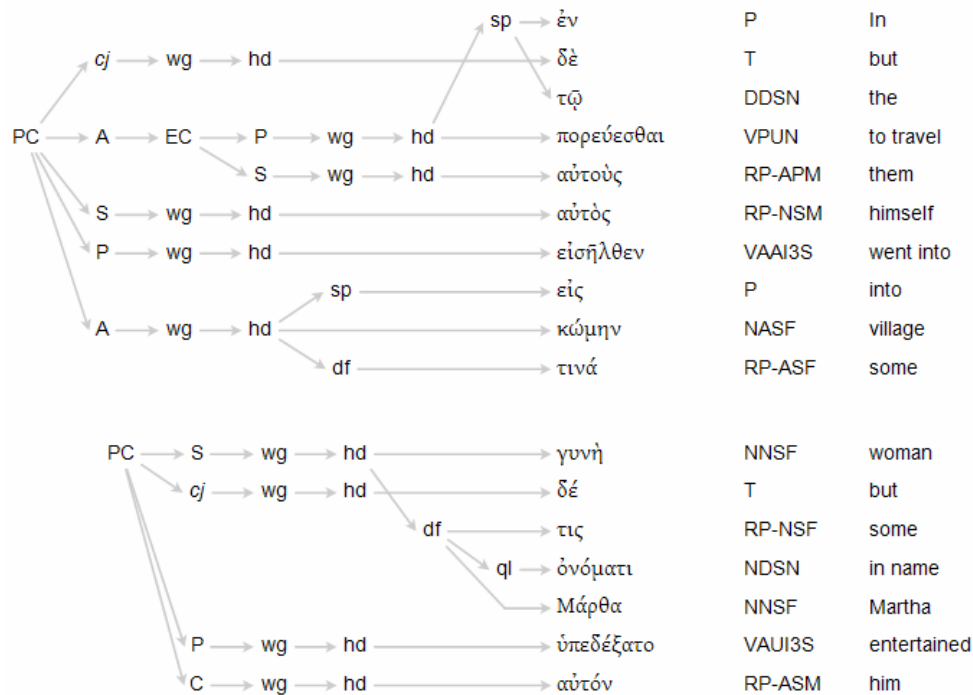 sp ἐν P In
cj wg hd δὲ T but
τῷ DDSN the
PC A EC P wg hd πορεύεσθαι VPUN to travel
S wg hd αὐτοὺς RP-APM them
S wg hd αὐτὸς RP-NSM himself
P wg hd εἰσῆλθεν VAAI3S went into
sp εἰς P into
A wg hd κώμην NASF village
df τινά RP-ASF some
PC S wg hd γυνὴ NNSF woman
cj wg hd δέ T but
df τις RP-NSF some
ql ὀνόματι NDSN in name
Μάρθα NNSF Martha
P wg hd ὑπεδέξατο VAUI3S entertained
C wg hd αὐτόν RP-ASM him